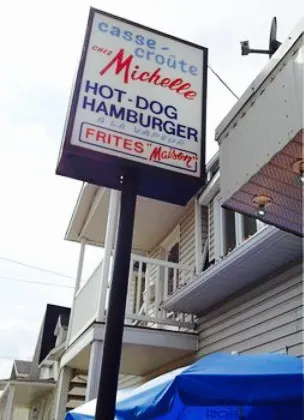 casse-
croûte
chez Michelle
HOT-DOG
HAMBURGER
À LA VAPEUR
FRITES "Maison"